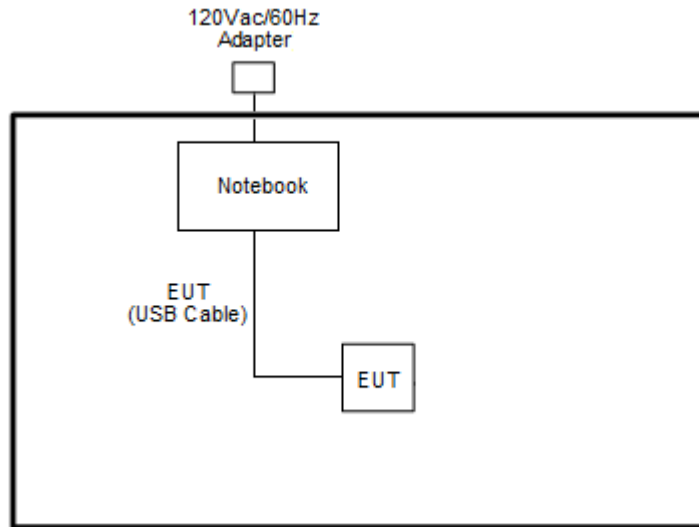 120Vac/60Hz
Adapter
Notebook
EUT
(USB Cable)
EUT